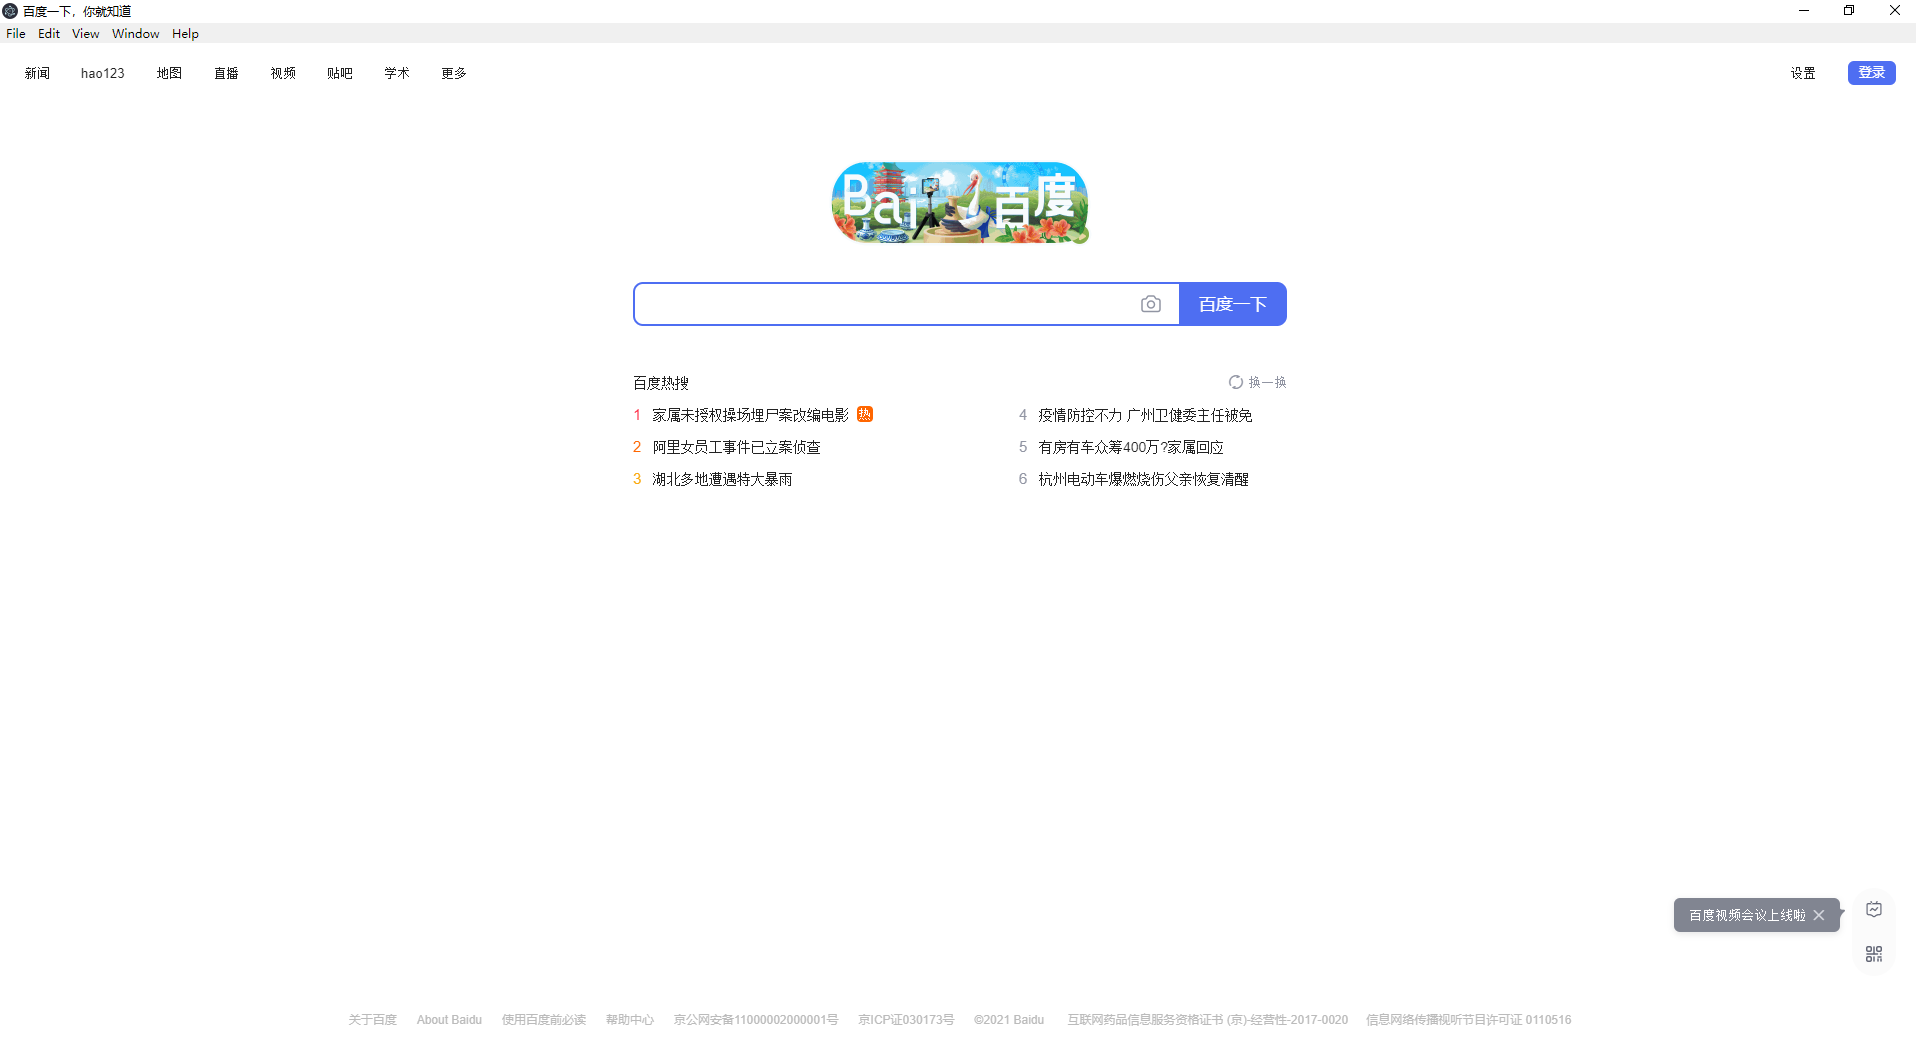 百度一下，你就知道
File Edit View Window Help
新闻 hao123 地图 直播 视频 贴吧 学术 更多 设置 登录
Bai 百度
百度一下
百度热搜 换一换
1 家属未授权操场埋尸案改编电影 热
4 疫情防控不力 广州卫健委主任被免
2 阿里女员工事件已立案侦查
5 有房有车众筹400万?家属回应
3 湖北多地遭遇特大暴雨
6 杭州电动车爆燃烧伤父亲恢复清醒
百度视频会议上线啦
关于百度 About Baidu 使用百度前必读 帮助中心 京公网安备11000002000001号 京ICP证030173号 ©2021 Baidu 互联网药品信息服务资格证书 (京)-经营性-2017-0020 信息网络传播视听节目许可证 0110516